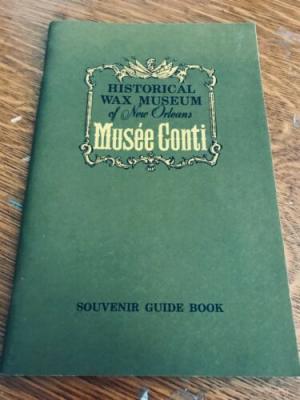 HISTORICAL
WAX MUSEUM
of New Orleans
Musée Conti
SOUVENIR GUIDE BOOK